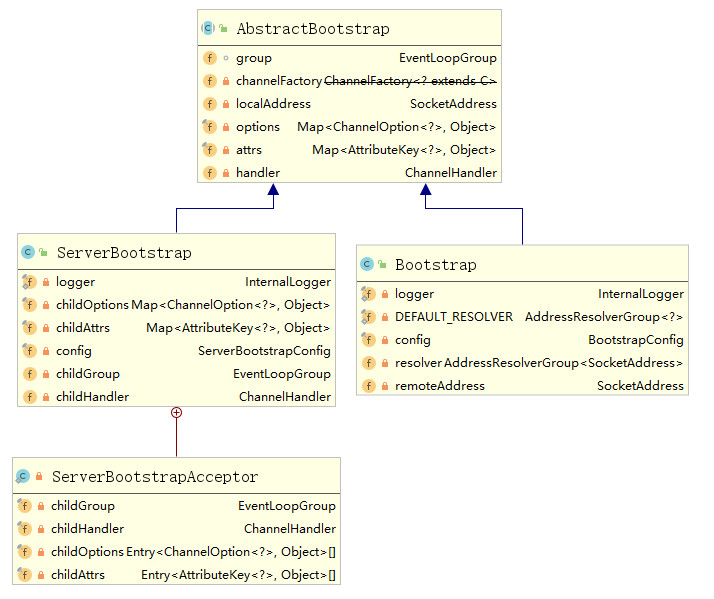 AbstractBootstrap
group EventLoopGroup
channelFactory ChannelFactory<? extends C>
localAddress SocketAddress
options Map<ChannelOption<?>, Object>
attrs Map<AttributeKey<?>, Object>
handler ChannelHandler
ServerBootstrap
logger InternalLogger
childOptions Map<ChannelOption<?>, Object>
childAttrs Map<AttributeKey<?>, Object>
config ServerBootstrapConfig
childGroup EventLoopGroup
childHandler ChannelHandler
Bootstrap
logger InternalLogger
DEFAULT_RESOLVER AddressResolverGroup<?>
config BootstrapConfig
resolver AddressResolverGroup<SocketAddress>
remoteAddress SocketAddress
ServerBootstrapAcceptor
childGroup EventLoopGroup
childHandler ChannelHandler
childOptions Entry<ChannelOption<?>, Object>[]
childAttrs Entry<AttributeKey<?>, Object>[]